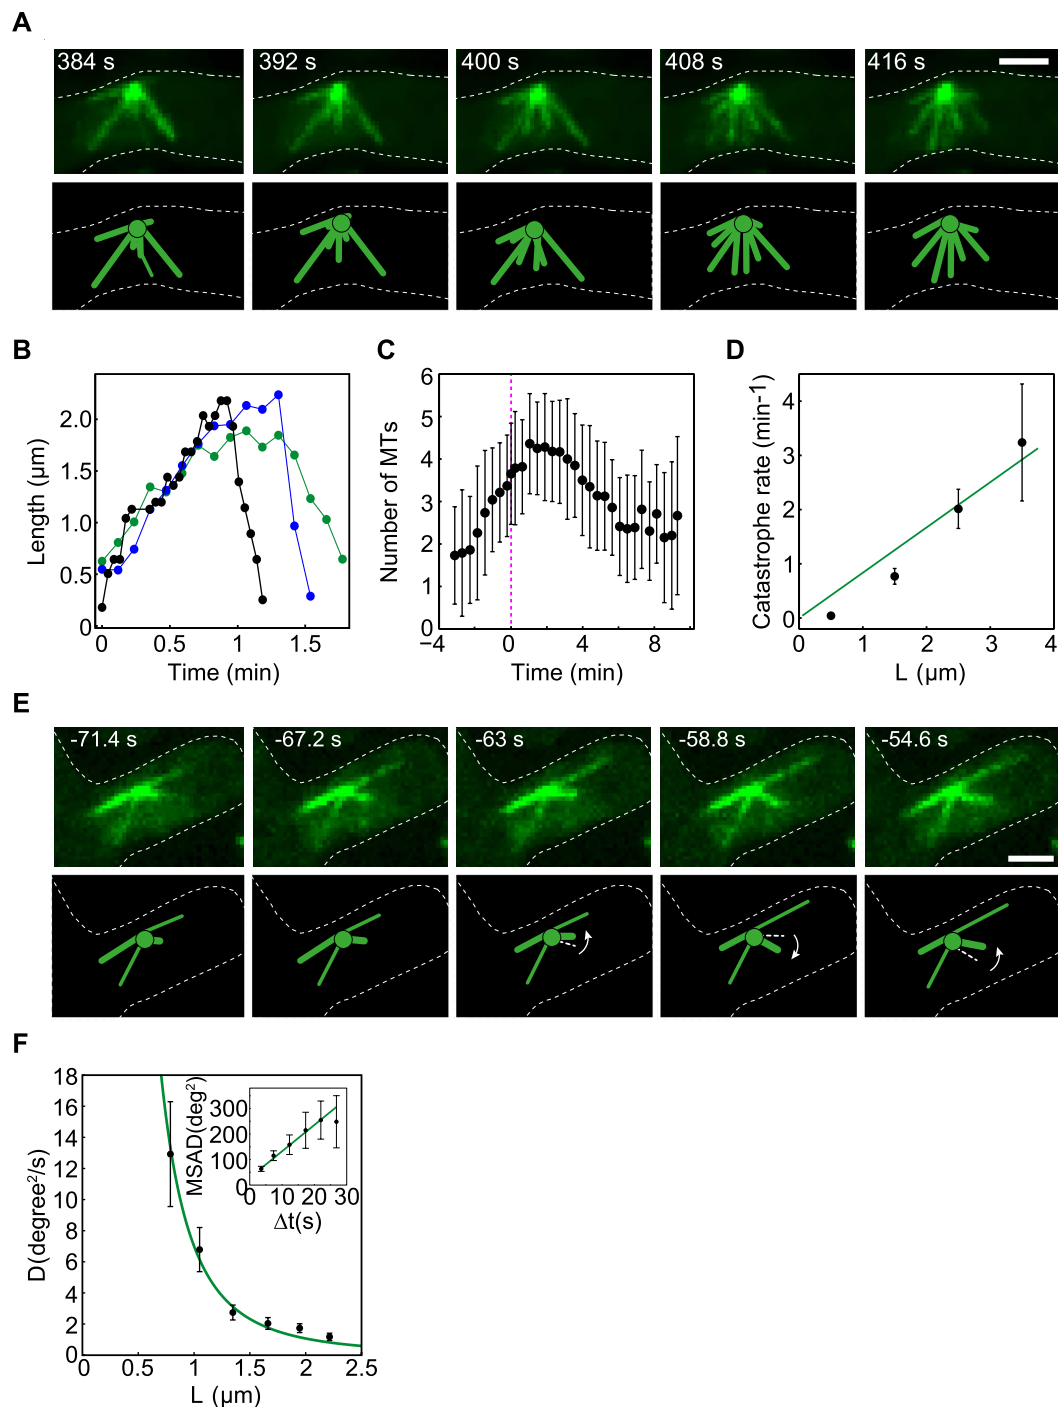 A
384 s 392 s 400 s 408 s 416 s
B C D
Length (µm)
2.0
1.5
1.0
0.5
0
0 0.5 1 1.5
Time (min)
Number of MTs
6
5
4
3
2
1
0
−4 0 4 8
Time (min)
Catastrophe rate (min-1)
4
3
2
1
0
0 1 2 3 4
L (µm)
E
-71.4 s -67.2 s -63 s -58.8 s -54.6 s
F
D(degree2/s)
18
16
14
12
10
8
6
4
2
0
0 0.5 1 1.5 2 2.5
L (µm)
MSAD(deg2)
300
200
100
0
0 10 20 30
Δt(s)